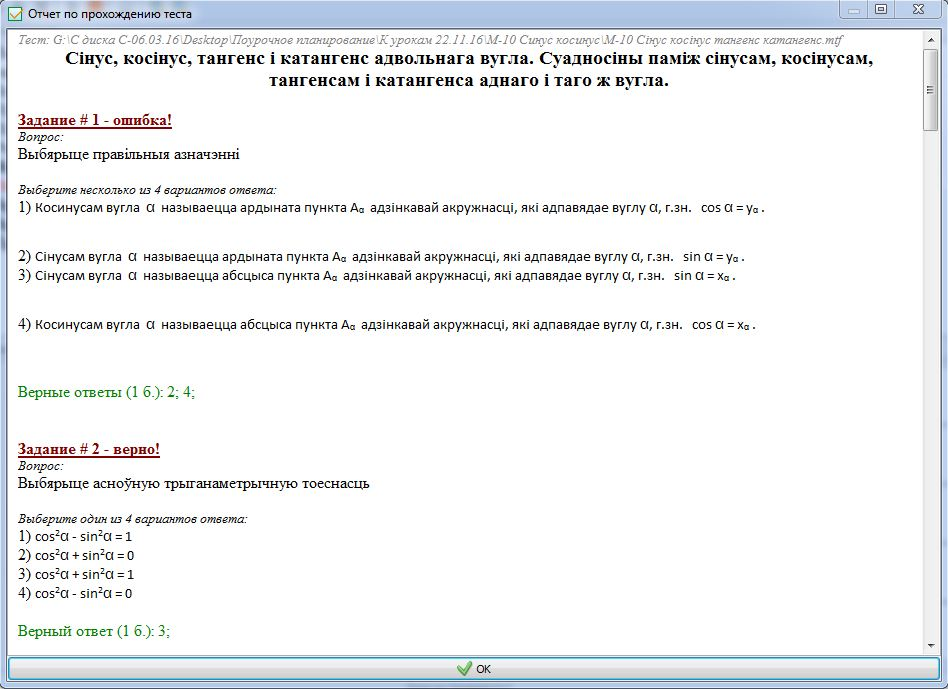 Отчет по прохождению теста
Тест: G:\С диска С-06.03.16\Desktop\Поурочное планирование\К урокам 22.11.16\М-10 Синус косинус\М-10 Сінус косінус тангенс катангенс.mtf
Сінус, косінус, тангенс і катангенс адвольнага вугла. Суадносіны паміж сінусам, косінусам,
тангенсам і катангенса аднаго і таго ж вугла.
Задание # 1 - ошибка!
Вопрос:
Выбярыце правільныя азначэнні
Выберите несколько из 4 вариантов ответа:
1) Косинусам вугла α называецца ардыната пункта Aα адзінкавай акружнасці, які адпавядае вуглу α, г.зн. cos α = yα .
2) Сінусам вугла α называецца ардыната пункта Aα адзінкавай акружнасці, які адпавядае вуглу α, г.зн. sin α = yα .
3) Сінусам вугла α называецца абсцыса пункта Aα адзінкавай акружнасці, які адпавядае вуглу α, г.зн. sin α = xα .
4) Косинусам вугла α называецца абсцыса пункта Aα адзінкавай акружнасці, які адпавядае вуглу α, г.зн. cos α = xα .
Верные ответы (1 б.): 2; 4;
Задание # 2 - верно!
Вопрос:
Выбярыце асноўную трыганаметрычную тоеснасць
Выберите один из 4 вариантов ответа:
1) cos²α - sin²α = 1
2) cos²α + sin²α = 0
3) cos²α + sin²α = 1
4) cos²α - sin²α = 0
Верный ответ (1 б.): 3;
OK